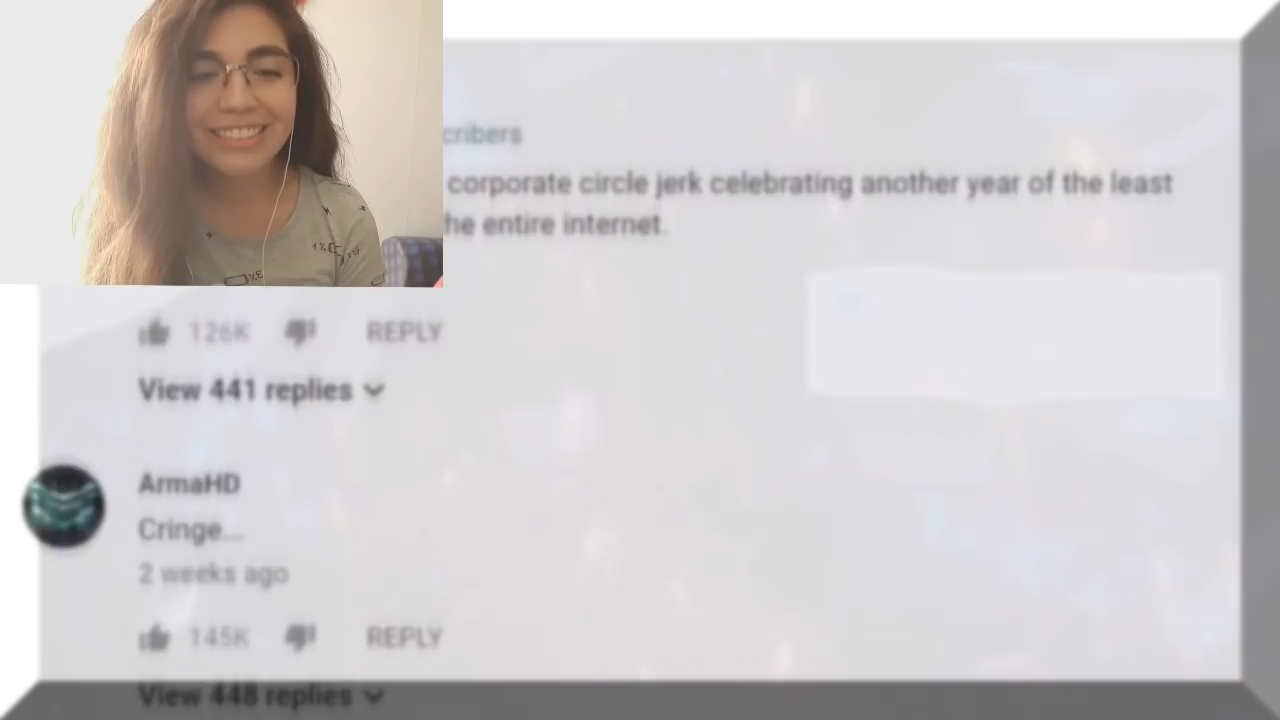 cribers
corporate circle jerk celebrating another year of the least
he entire internet.
126K REPLY
View 441 replies
ArmaHD
Cringe...
2 weeks ago
145K REPLY
View 448 replies